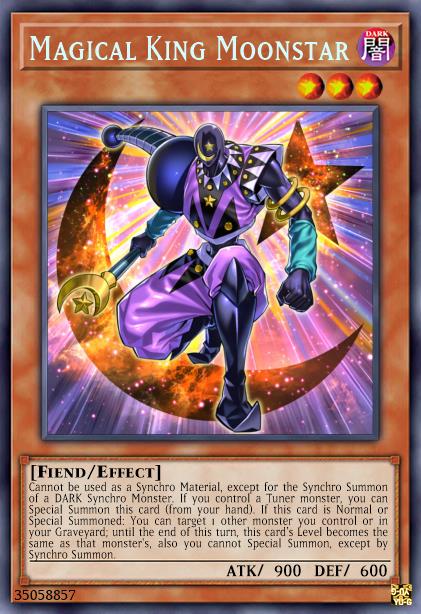 MAGICAL KING MOONSTAR
DARK
闇
[FIEND/EFFECT]
Cannot be used as a Synchro Material, except for the Synchro Summon
of a DARK Synchro Monster. If you control a Tuner monster, you can
Special Summon this card (from your hand). If this card is Normal or
Special Summoned: You can target 1 other monster you control or in
your Graveyard; until the end of this turn, this card's Level becomes the
same as that monster's, also you cannot Special Summon, except by
Synchro Summon.
ATK/ 900 DEF/ 600
35058857